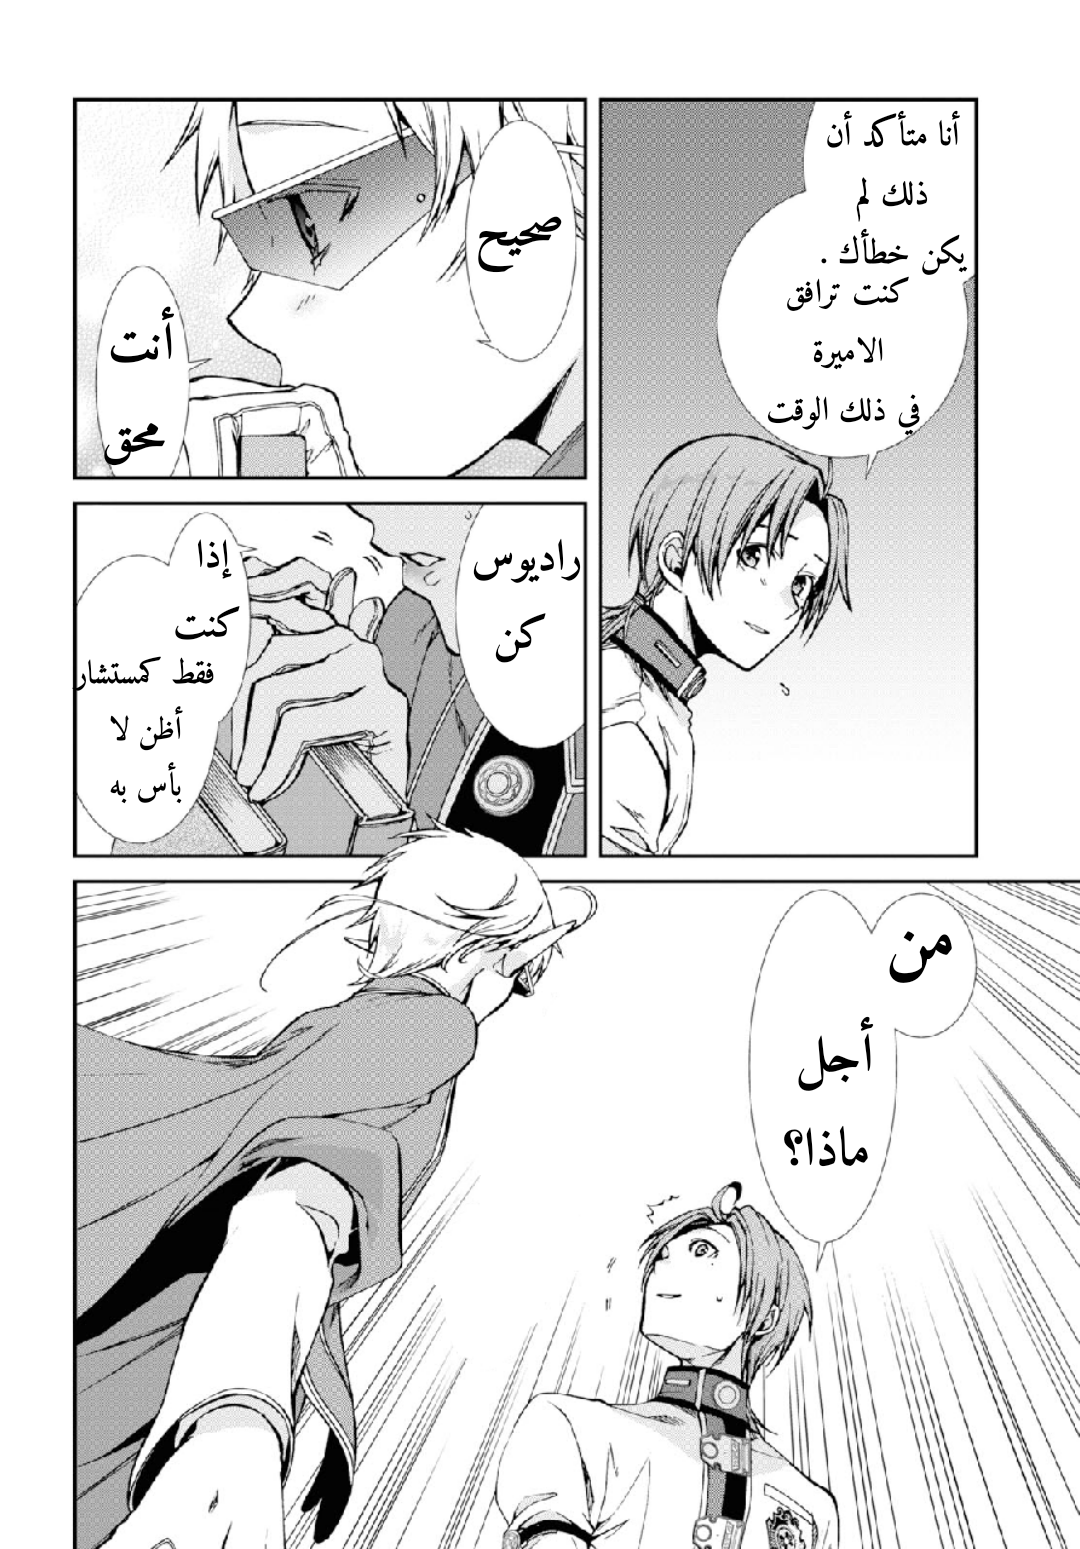 أنا متأكد أن
ذلك لم
يكن خطأك .
كنت ترافق
الاميرة
في ذلك الوقت
صحيح
أنت
محق
راديوس
كن
إذا
كنت
فقط كمستشار
أظن لا
بأس به
من
أجل
ماذا؟